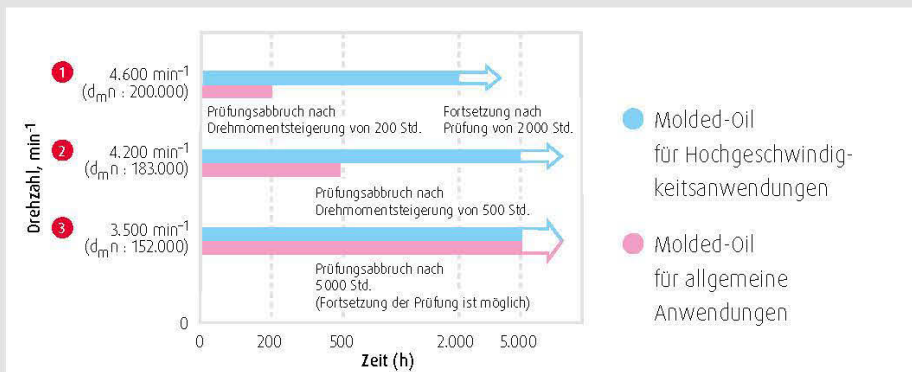 Drehzahl, min⁻¹
1
4.600 min⁻¹
(dₘn : 200.000)
Prüfungsabbruch nach
Drehmomentsteigerung von 200 Std.
Fortsetzung nach
Prüfung von 2 000 Std.
2
4.200 min⁻¹
(dₘn : 183.000)
Prüfungsabbruch nach
Drehmomentsteigerung von 500 Std.
3
3.500 min⁻¹
(dₘn : 152.000)
Prüfungsabbruch nach
5 000 Std.
(Fortsetzung der Prüfung ist möglich)
0
0 200 500 2.000 5.000
Zeit (h)
Molded-Oil
für Hochgeschwindig-
keitsanwendungen
Molded-Oil
für allgemeine
Anwendungen